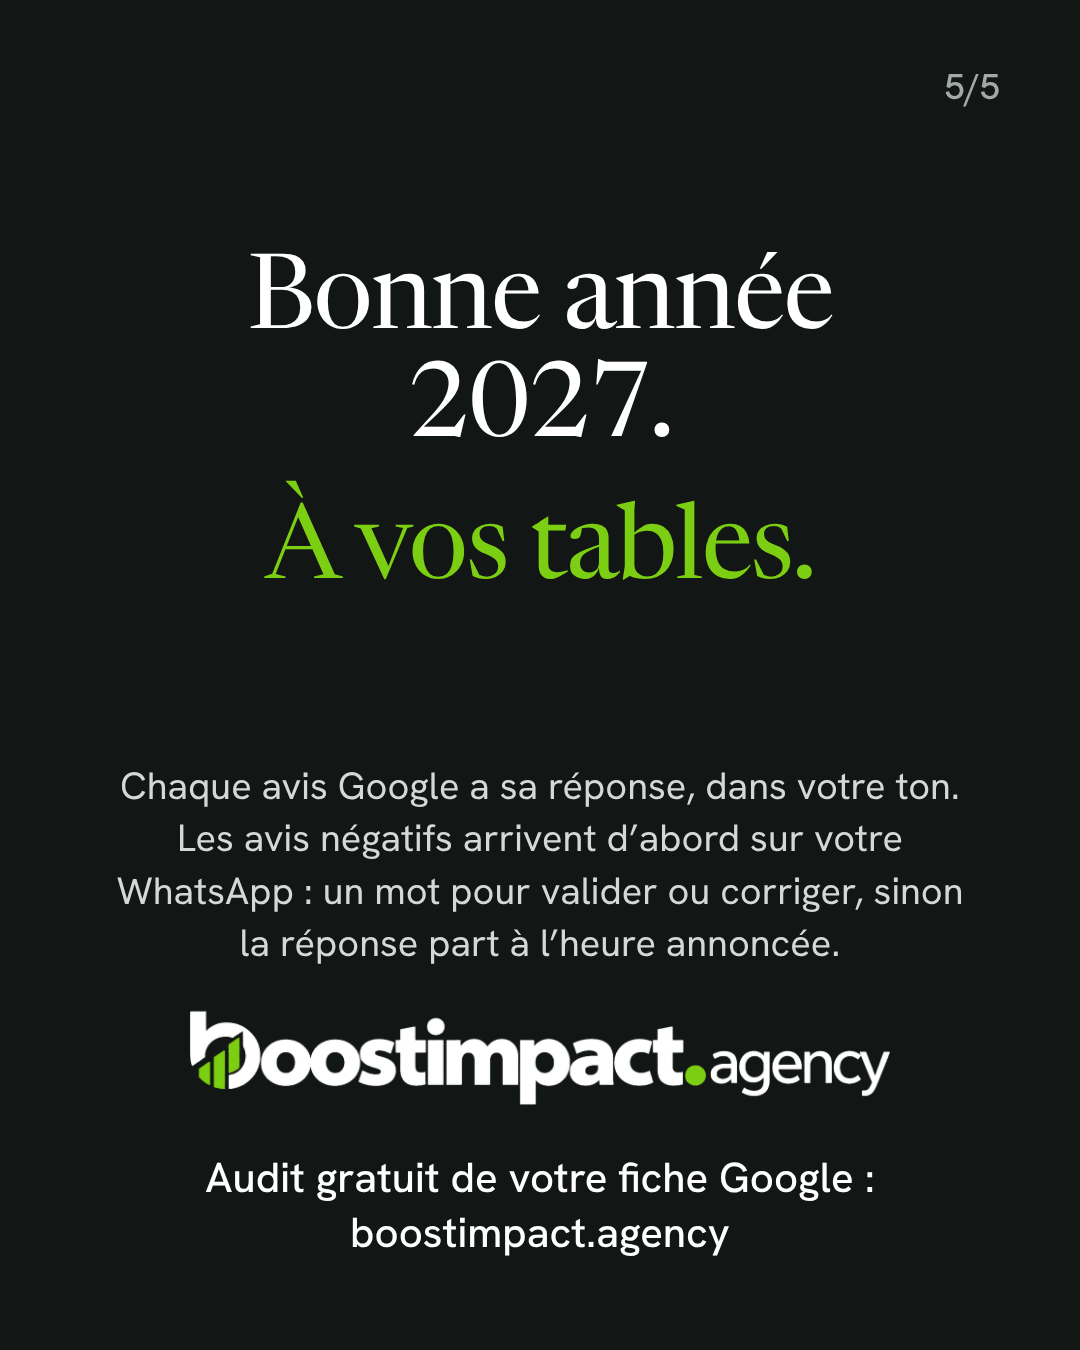 5/5
Bonne année
2027.
À vos tables.
Chaque avis Google a sa réponse, dans votre ton.
Les avis négatifs arrivent d’abord sur votre
WhatsApp : un mot pour valider ou corriger, sinon
la réponse part à l’heure annoncée.
boostimpact.agency
Audit gratuit de votre fiche Google :
boostimpact.agency